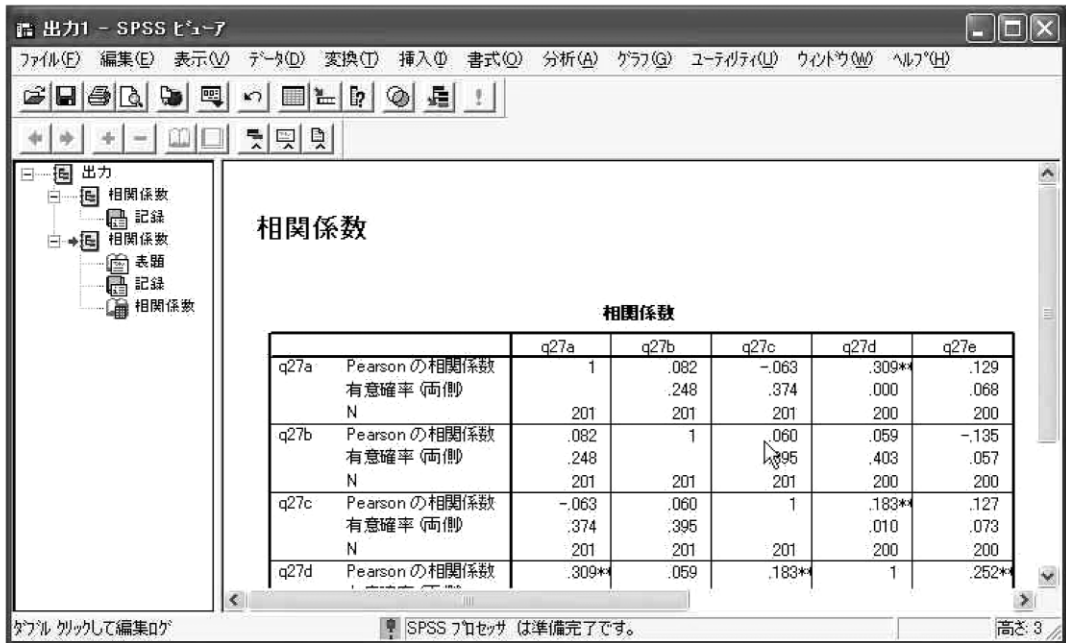 出力1 - SPSS ビューア
ファイル(F) 編集(E) 表示(V) データ(D) 変換(T) 挿入(I) 書式(O) 分析(A) グラフ(G) ユーティリティ(U) ウィンドウ(W) ヘルプ(H)
出力
相関係数
記録
相関係数
表題
記録
相関係数
相関係数
相関係数
q27a q27b q27c q27d q27e
q27a Pearson の相関係数 1 .082 -.063 .309** .129
有意確率 (両側) .248 .374 .000 .068
N 201 201 201 200 200
q27b Pearson の相関係数 .082 1 .060 .059 -.135
有意確率 (両側) .248 .395 .403 .057
N 201 201 201 200 200
q27c Pearson の相関係数 -.063 .060 1 .183** .127
有意確率 (両側) .374 .395 .010 .073
N 201 201 201 200 200
q27d Pearson の相関係数 .309** .059 .183** 1 .252**
ダブル クリックして編集ログ SPSS プロセッサ は準備完了です。 高さ: 3